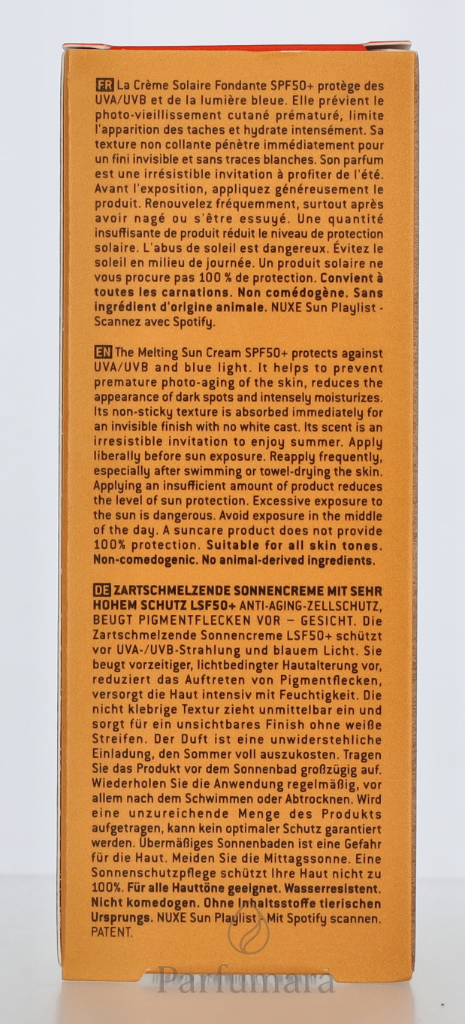 FR La Crème Solaire Fondante SPF50+ protège des
UVA/UVB et de la lumière bleue. Elle prévient le
photo-vieillissement cutané prématuré, limite
l'apparition des taches et hydrate intensément. Sa
texture non collante pénètre immédiatement pour
un fini invisible et sans traces blanches. Son parfum
est une irrésistible invitation à profiter de l'été.
Avant l'exposition, appliquez généreusement le
produit. Renouvelez fréquemment, surtout après
avoir nagé ou s'être essuyé. Une quantité
insuffisante de produit réduit le niveau de protection
solaire. L'abus de soleil est dangereux. Évitez le
soleil en milieu de journée. Un produit solaire ne
vous procure pas 100 % de protection. Convient à
toutes les carnations. Non comédogène. Sans
ingrédient d'origine animale. NUXE Sun Playlist -
Scannez avec Spotify.
EN The Melting Sun Cream SPF50+ protects against
UVA/UVB and blue light. It helps to prevent
premature photo-aging of the skin, reduces the
appearance of dark spots and intensely moisturizes.
Its non-sticky texture is absorbed immediately for
an invisible finish with no white cast. Its scent is an
irresistible invitation to enjoy summer. Apply
liberally before sun exposure. Reapply frequently,
especially after swimming or towel-drying the skin.
Applying an insufficient amount of product reduces
the level of sun protection. Excessive exposure to
the sun is dangerous. Avoid exposure in the middle
of the day. A suncare product does not provide
100% protection. Suitable for all skin tones.
Non-comedogenic. No animal-derived ingredients.
DE ZARTSCHMELZENDE SONNENCREME MIT SEHR
HOHEM SCHUTZ LSF50+ ANTI-AGING-ZELLSCHUTZ,
BEUGT PIGMENTFLECKEN VOR – GESICHT. Die
Zartschmelzende Sonnencreme LSF50+ schützt
vor UVA-/UVB-Strahlung und blauem Licht. Sie
beugt vorzeitiger, lichtbedingter Hautalterung vor,
reduziert das Auftreten von Pigmentflecken,
versorgt die Haut intensiv mit Feuchtigkeit. Die
nicht klebrige Textur zieht unmittelbar ein und
sorgt für ein unsichtbares Finish ohne weiße
Streifen. Der Duft ist eine unwiderstehliche
Einladung, den Sommer voll auszukosten. Tragen
Sie das Produkt vor dem Sonnenbad großzügig auf.
Wiederholen Sie die Anwendung regelmäßig, vor
allem nach dem Schwimmen oder Abtrocknen. Wird
eine unzureichende Menge des Produkts
aufgetragen, kann kein optimaler Schutz garantiert
werden. Übermäßiges Sonnenbaden ist eine Gefahr
für die Haut. Meiden Sie die Mittagssonne. Eine
Sonnenschutzpflege schützt Ihre Haut nicht zu
100%. Für alle Hauttöne geeignet. Wasserresistent.
Nicht komedogen. Ohne Inhaltsstoffe tierischen
Ursprungs. NUXE Sun Playlist - Mit Spotify scannen.
PATENT.
Parfumara